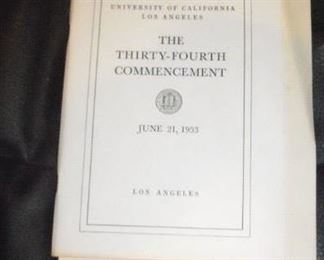 UNIVERSITY OF CALIFORNIA
LOS ANGELES
THE
THIRTY-FOURTH
COMMENCEMENT
JUNE 21, 1953
LOS ANGELES